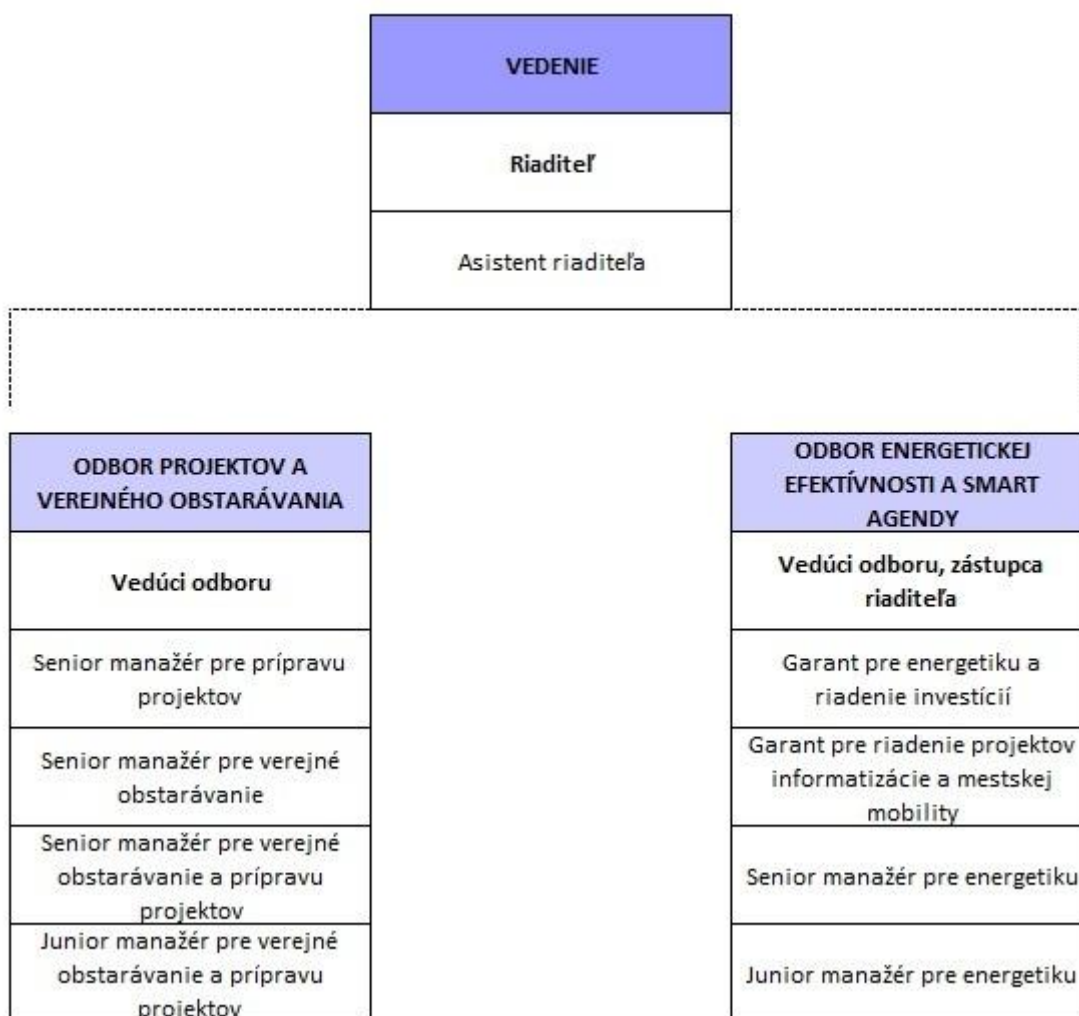 VEDENIE
Riaditeľ
Asistent riaditeľa
ODBOR PROJEKTOV A
VEREJNÉHO OBSTARÁVANIA
Vedúci odboru
Senior manažér pre prípravu
projektov
Senior manažér pre verejné
obstarávanie
Senior manažér pre verejné
obstarávanie a prípravu
projektov
Junior manažér pre verejné
obstarávanie a prípravu
projektov
ODBOR ENERGETICKEJ
EFEKTÍVNOSTI A SMART
AGENDY
Vedúci odboru, zástupca
riaditeľa
Garant pre energetiku a
riadenie investícií
Garant pre riadenie projektov
informatizácie a mestskej
mobility
Senior manažér pre energetiku
Junior manažér pre energetiku